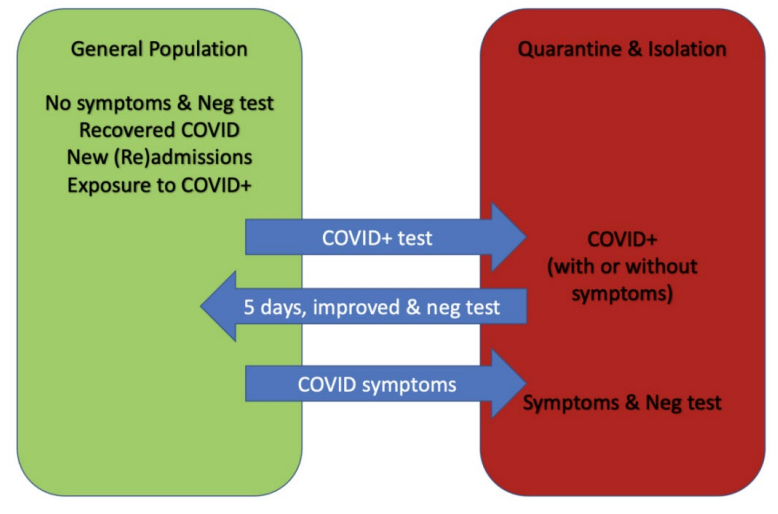 General Population
No symptoms & Neg test
Recovered COVID
New (Re)admissions
Exposure to COVID+
Quarantine & Isolation
COVID+ test
COVID+
(with or without
symptoms)
5 days, improved & neg test
COVID symptoms
Symptoms & Neg test